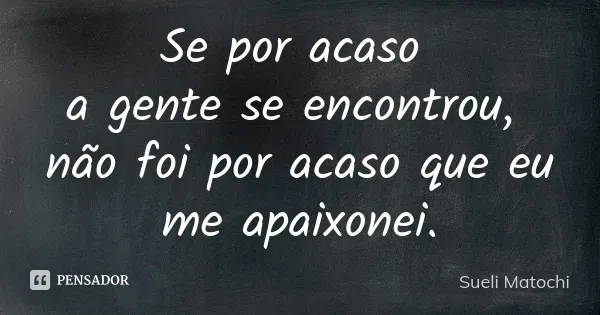 Se por acaso
a gente se encontrou,
não foi por acaso que eu
me apaixonei.
PENSADOR
Sueli Matochi